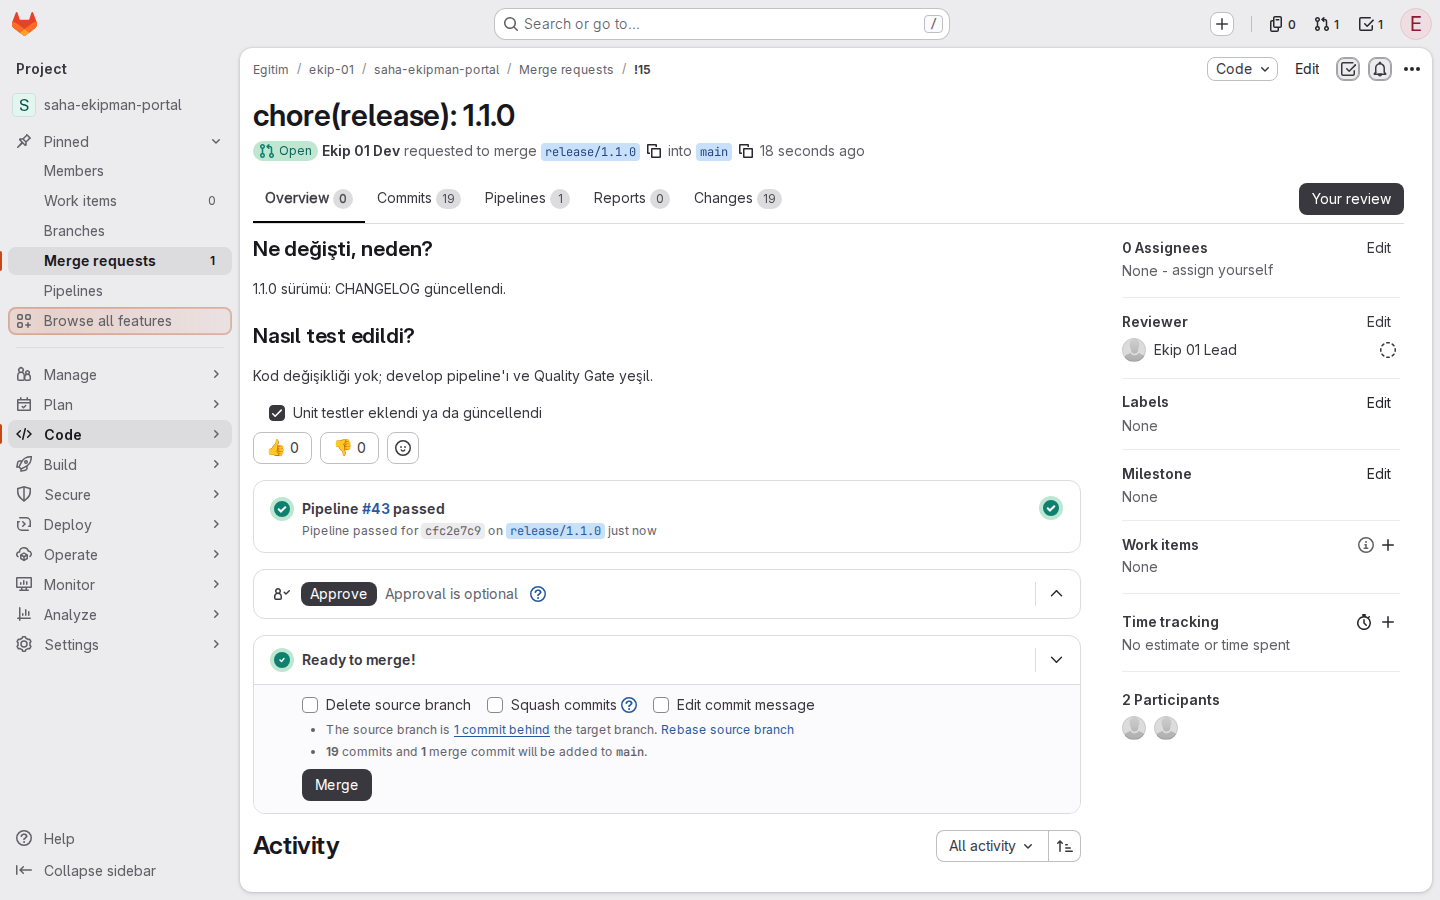 Search or go to...
/
0
1
1
E
Project
S
saha-ekipman-portal
Pinned
Members
Work items 0
Branches
Merge requests 1
Pipelines
Browse all features
Manage
Plan
Code
Build
Secure
Deploy
Operate
Monitor
Analyze
Settings
Help
Collapse sidebar
Egitim / ekip-01 / saha-ekipman-portal / Merge requests / !15
Code
Edit
chore(release): 1.1.0
Open Ekip 01 Dev requested to merge release/1.1.0 into main 18 seconds ago
Overview 0 Commits 19 Pipelines 1 Reports 0 Changes 19
Your review
Ne değişti, neden?
1.1.0 sürümü: CHANGELOG güncellendi.
Nasıl test edildi?
Kod değişikliği yok; develop pipeline'ı ve Quality Gate yeşil.
Unit testler eklendi ya da güncellendi
👍 0 👎 0
Pipeline #43 passed
Pipeline passed for cfc2e7c9 on release/1.1.0 just now
Approve Approval is optional
Ready to merge!
Delete source branch Squash commits Edit commit message
• The source branch is 1 commit behind the target branch. Rebase source branch
• 19 commits and 1 merge commit will be added to main.
Merge
Activity
All activity
0 Assignees Edit
None - assign yourself
Reviewer Edit
Ekip 01 Lead
Labels Edit
None
Milestone Edit
None
Work items
None
Time tracking
No estimate or time spent
2 Participants